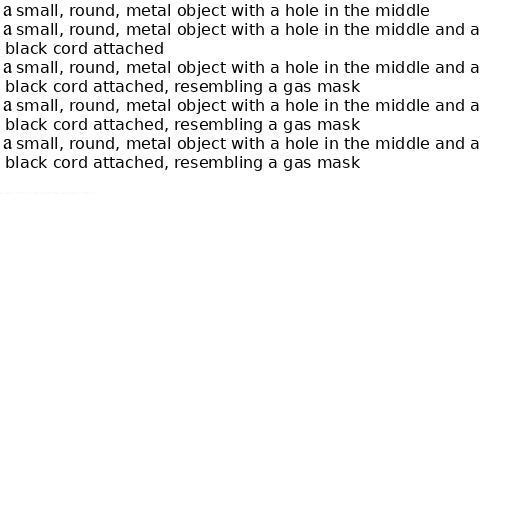 a small, round, metal object with a hole in the middle
a small, round, metal object with a hole in the middle and a
black cord attached
a small, round, metal object with a hole in the middle and a
black cord attached, resembling a gas mask
a small, round, metal object with a hole in the middle and a
black cord attached, resembling a gas mask
a small, round, metal object with a hole in the middle and a
black cord attached, resembling a gas mask